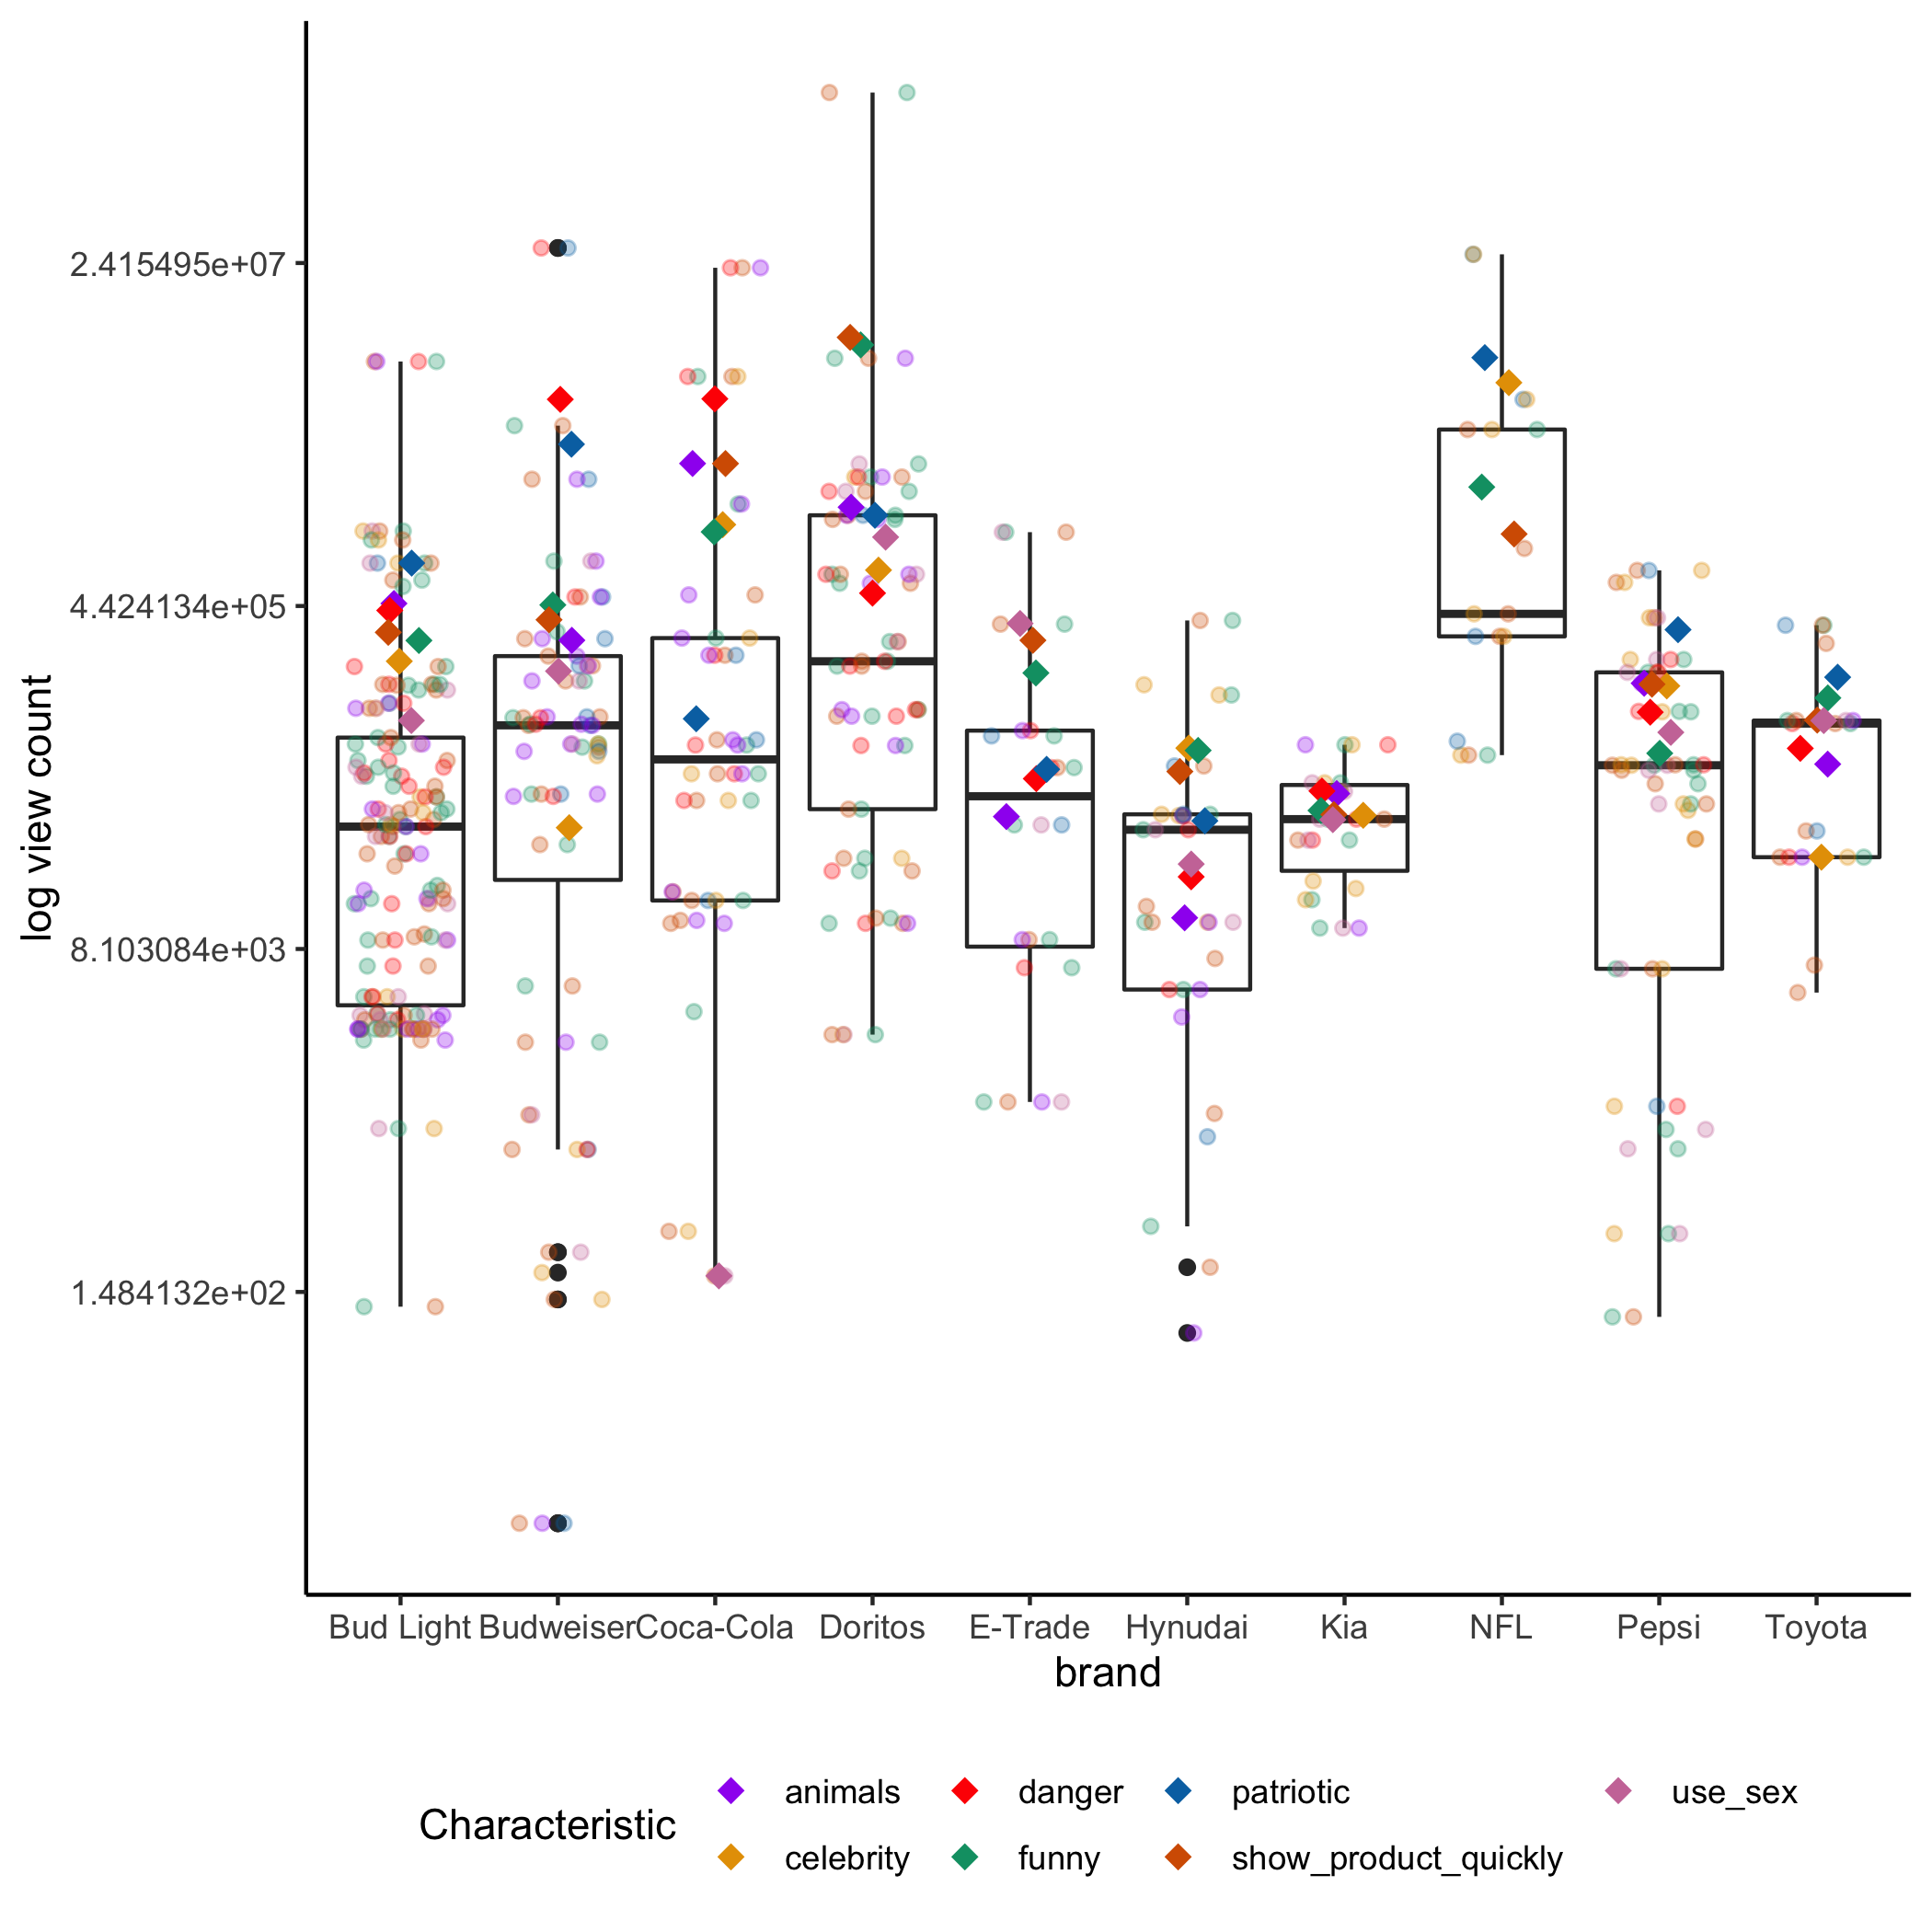 log view count
2.415495e+07
4.424134e+05
8.103084e+03
1.484132e+02
Bud Light Budweiser Coca-Cola Doritos E-Trade Hynudai Kia NFL Pepsi Toyota
brand
Characteristic
animals danger patriotic use_sex
celebrity funny show_product_quickly